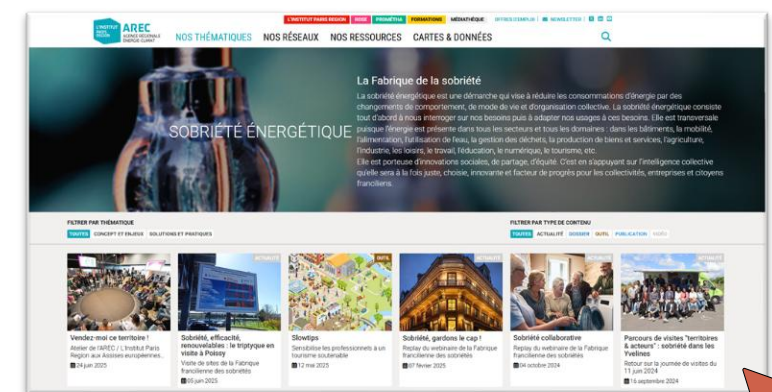 L'INSTITUT PARIS REGION
ORDIF
PROMÉTHA
FORMATIONS
MÉDIATHÈQUE
OFFRES D'EMPLOI
NEWSLETTER
L'INSTITUT PARIS REGION
AREC
AGENCE RÉGIONALE
ÉNERGIE-CLIMAT
NOS THÉMATIQUES NOS RÉSEAUX NOS RESSOURCES CARTES & DONNÉES
SOBRIÉTÉ ÉNERGÉTIQUE
La Fabrique de la sobriété
La sobriété énergétique est une démarche qui vise à réduire les consommations d'énergie par des
changements de comportement, de mode de vie et d'organisation collective. La sobriété énergétique consiste
tout d'abord à nous interroger sur nos besoins puis à adapter nos usages à ces besoins. Elle est transversale
puisque l'énergie est présente dans tous les secteurs et tous les domaines : dans les bâtiments, la mobilité,
l'alimentation, l'utilisation de l'eau, la gestion des déchets, la production de biens et services, l'agriculture,
l'industrie, les loisirs, le travail, l'éducation, le numérique, le tourisme, etc.
Elle est porteuse d'innovations sociales, de partage, d'équité. C'est en s'appuyant sur l'intelligence collective
qu'elle sera à la fois juste, choisie, innovante et facteur de progrès pour les collectivités, entreprises et citoyens
franciliens.
FILTRER PAR THÉMATIQUE
TOUTES CONCEPT ET ENJEUX SOLUTIONS ET PRATIQUES
FILTRER PAR TYPE DE CONTENU
TOUTES ACTUALITÉ DOSSIER OUTIL PUBLICATION VIDÉO
ACTUALITÉ
Vendez-moi ce territoire !
Atelier de l'AREC / L'Institut Paris
Region aux Assises européennes...
24 juin 2025
ACTUALITÉ
Sobriété, efficacité,
renouvelables : le triptyque en
visite à Poissy
Visite de sites de la Fabrique
francilienne des sobriétés
05 juin 2025
OUTIL
Slowtips
Sensibilise les professionnels à un
tourisme soutenable
12 mai 2025
ACTUALITÉ
Sobriété, gardons le cap !
Replay du webinaire de la Fabrique
francilienne des sobriétés
07 février 2025
ACTUALITÉ
Sobriété collaborative
Replay du webinaire de la Fabrique
francilienne des sobriétés
04 octobre 2024
ACTUALITÉ
Parcours de visites "territoires
& acteurs" : sobriété dans les
Yvelines
Retour sur la journée de visites du
11 juin 2024
16 septembre 2024